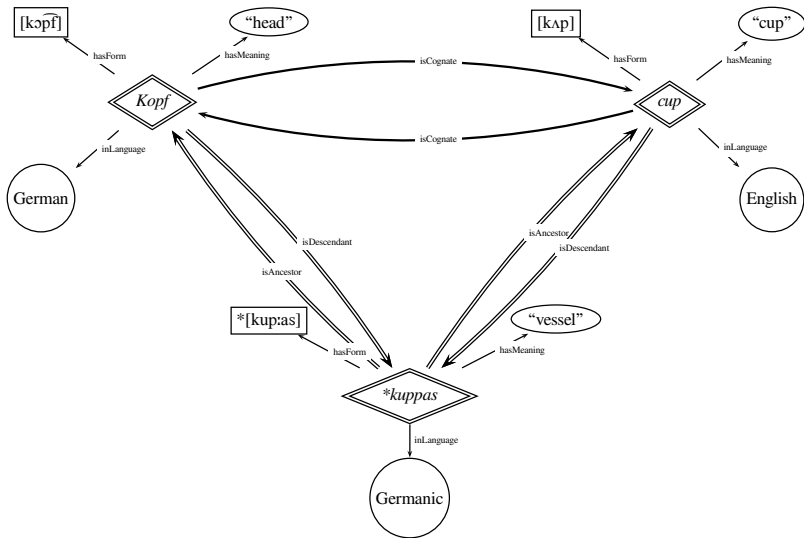 [kɔp͡f]
“head”
[kʌp]
“cup”
hasForm
hasMeaning
isCognate
hasForm
hasMeaning
Kopf
cup
isCognate
inLanguage
inLanguage
German
English
isDescendant
isAncestor
isAncestor
isDescendant
*[kupːas]
“vessel”
hasForm
hasMeaning
*kuppas
inLanguage
Germanic